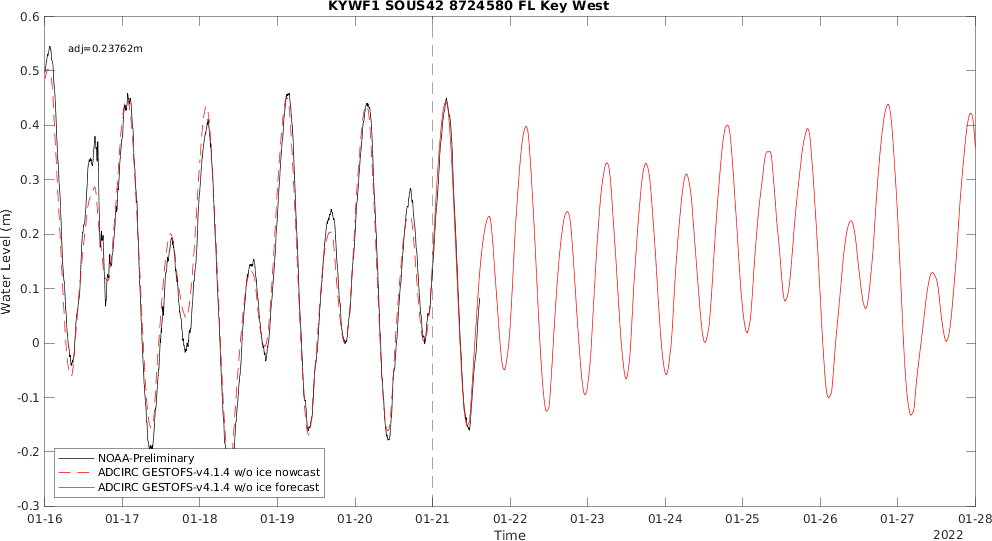 KYWF1 SOUS42 8724580 FL Key West
0.6
adj=0.23762m
0.5
0.4
0.3
0.2
0.1
0
-0.1
-0.2
-0.3
Water Level (m)
NOAA-Preliminary
ADCIRC GESTOFS-v4.1.4 w/o ice nowcast
ADCIRC GESTOFS-v4.1.4 w/o ice forecast
01-16 01-17 01-18 01-19 01-20 01-21 01-22 01-23 01-24 01-25 01-26 01-27 01-28
Time
2022